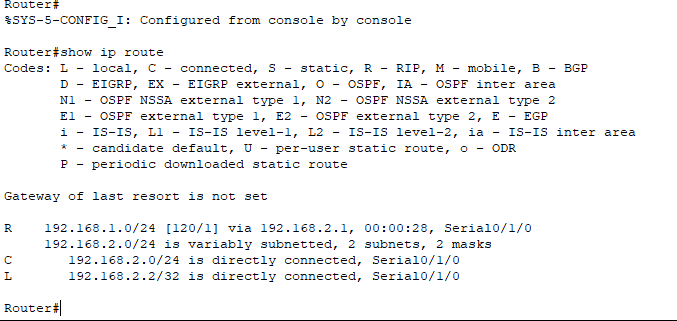 Router#
%SYS-5-CONFIG_I: Configured from console by console
Router#show ip route
Codes: L - local, C - connected, S - static, R - RIP, M - mobile, B - BGP
D - EIGRP, EX - EIGRP external, O - OSPF, IA - OSPF inter area
N1 - OSPF NSSA external type 1, N2 - OSPF NSSA external type 2
E1 - OSPF external type 1, E2 - OSPF external type 2, E - EGP
i - IS-IS, L1 - IS-IS level-1, L2 - IS-IS level-2, ia - IS-IS inter area
* - candidate default, U - per-user static route, o - ODR
P - periodic downloaded static route
Gateway of last resort is not set
R 192.168.1.0/24 [120/1] via 192.168.2.1, 00:00:28, Serial0/1/0
192.168.2.0/24 is variably subnetted, 2 subnets, 2 masks
C 192.168.2.0/24 is directly connected, Serial0/1/0
L 192.168.2.2/32 is directly connected, Serial0/1/0
Router#